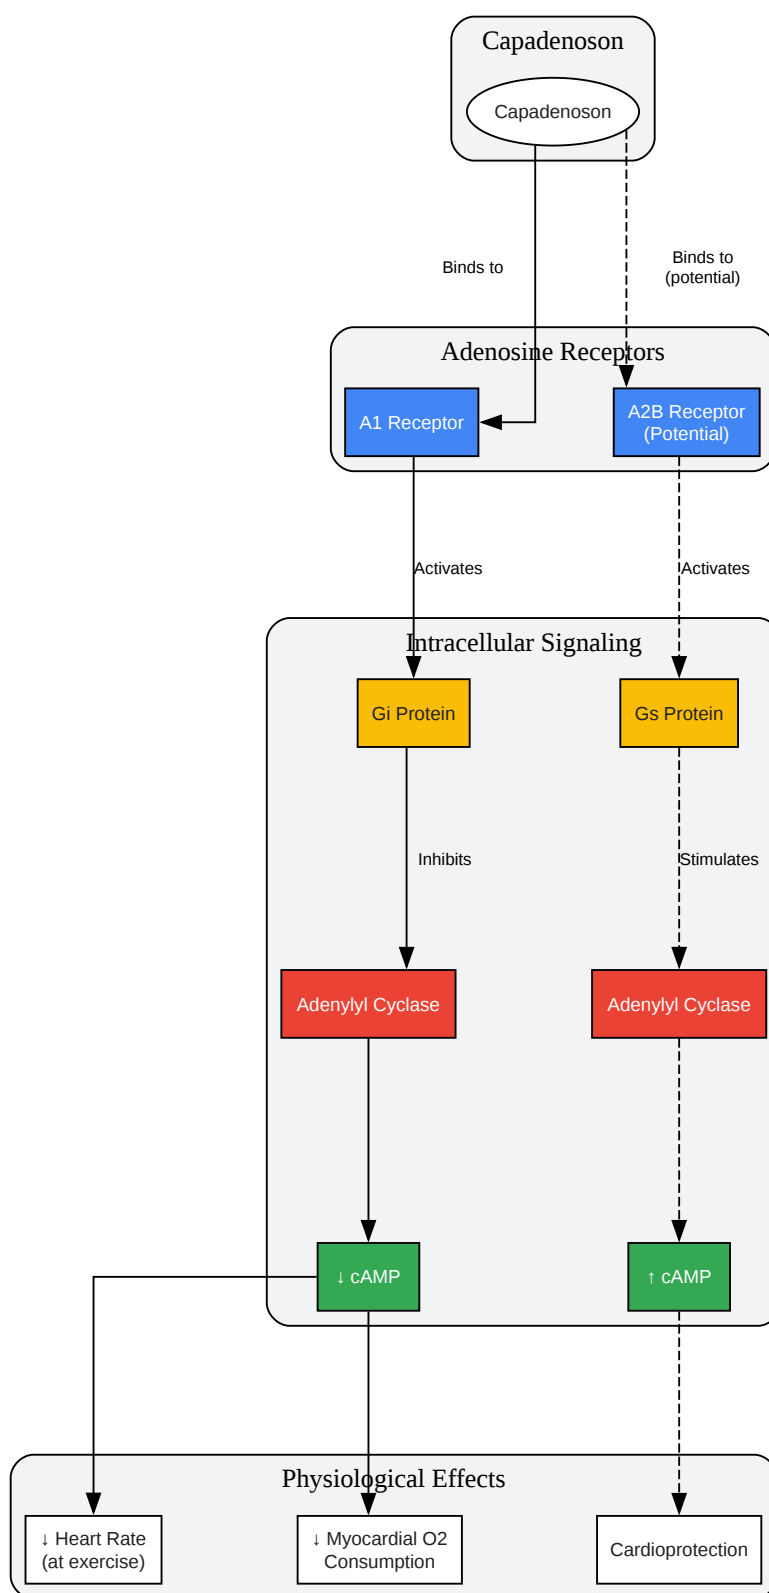 Capadenoson
Capadenoson
Binds to
Binds to
(potential)
Adenosine Receptors
A1 Receptor
A2B Receptor
(Potential)
Activates
Activates
Intracellular Signaling
Gi Protein
Gs Protein
Inhibits
Stimulates
Adenylyl Cyclase
Adenylyl Cyclase
↓ cAMP
↑ cAMP
Physiological Effects
↓ Heart Rate
(at exercise)
↓ Myocardial O2
Consumption
Cardioprotection